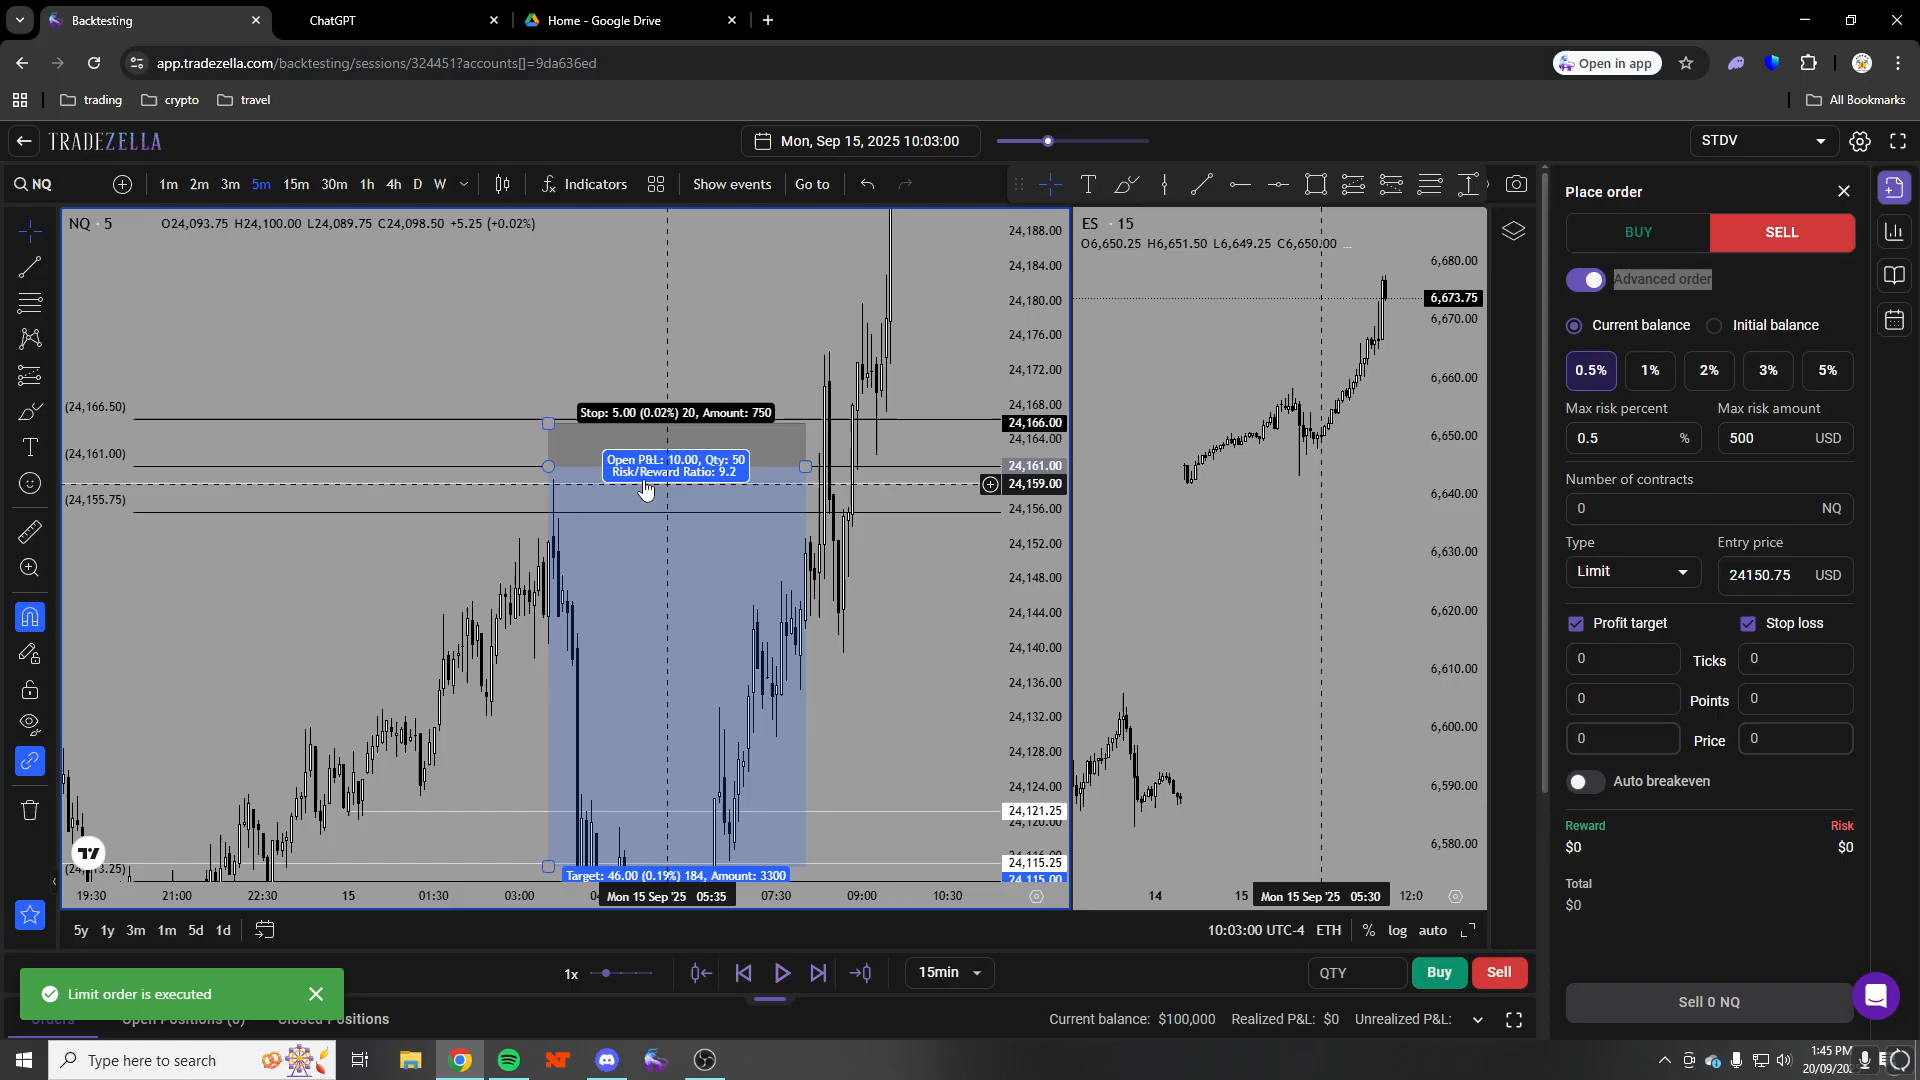 Backtesting
ChatGPT
Home - Google Drive
app.tradezella.com/backtesting/sessions/324451?accounts[]=9da636ed
Open in app
trading
crypto
travel
All Bookmarks
TRADEZELLA
Mon, Sep 15, 2025 10:03:00
STDV
NQ
1m 2m 3m 5m 15m 30m 1h 4h D W
Indicators
Show events
Go to
NQ · 5 O24,093.75 H24,100.00 L24,089.75 C24,098.50 +5.25 (+0.02%)
24,188.00
24,184.00
24,180.00
24,176.00
24,172.00
24,168.00
24,166.00
24,164.00
24,161.00
24,159.00
24,156.00
24,152.00
24,148.00
24,144.00
24,140.00
24,136.00
24,132.00
24,128.00
24,124.00
24,121.25
24,120.00
24,115.25
24,115.00
(24,166.50)
(24,161.00)
(24,155.75)
Stop: 5.00 (0.02%) 20, Amount: 750
Open P&L: 10.00, Qty: 50
Risk/Reward Ratio: 9.2
Target: 46.00 (0.19%) 184, Amount: 3300
19:30 21:00 22:30 15 01:30 03:00 Mon 15 Sep '25 05:35 07:30 09:00 10:30
ES · 15
O6,650.25 H6,651.50 L6,649.25 C6,650.00 ...
6,680.00
6,673.75
6,670.00
6,660.00
6,650.00
6,640.00
6,630.00
6,620.00
6,610.00
6,600.00
6,590.00
6,580.00
14 15 Mon 15 Sep '25 05:30 12:0
5y 1y 3m 1m 5d 1d
10:03:00 UTC-4 ETH % log auto
1x
15min
QTY
Buy
Sell
Limit order is executed
Current balance: $100,000 Realized P&L: $0 Unrealized P&L:
Place order
BUY
SELL
Advanced order
Current balance
Initial balance
0.5%
1%
2%
3%
5%
Max risk percent
Max risk amount
0.5 %
500 USD
Number of contracts
0 NQ
Type
Entry price
Limit
24150.75 USD
Profit target
Stop loss
0 Ticks 0
0 Points 0
0 Price 0
Auto breakeven
Reward
Risk
$0
$0
Total
$0
Sell 0 NQ
Type here to search
1:45 PM